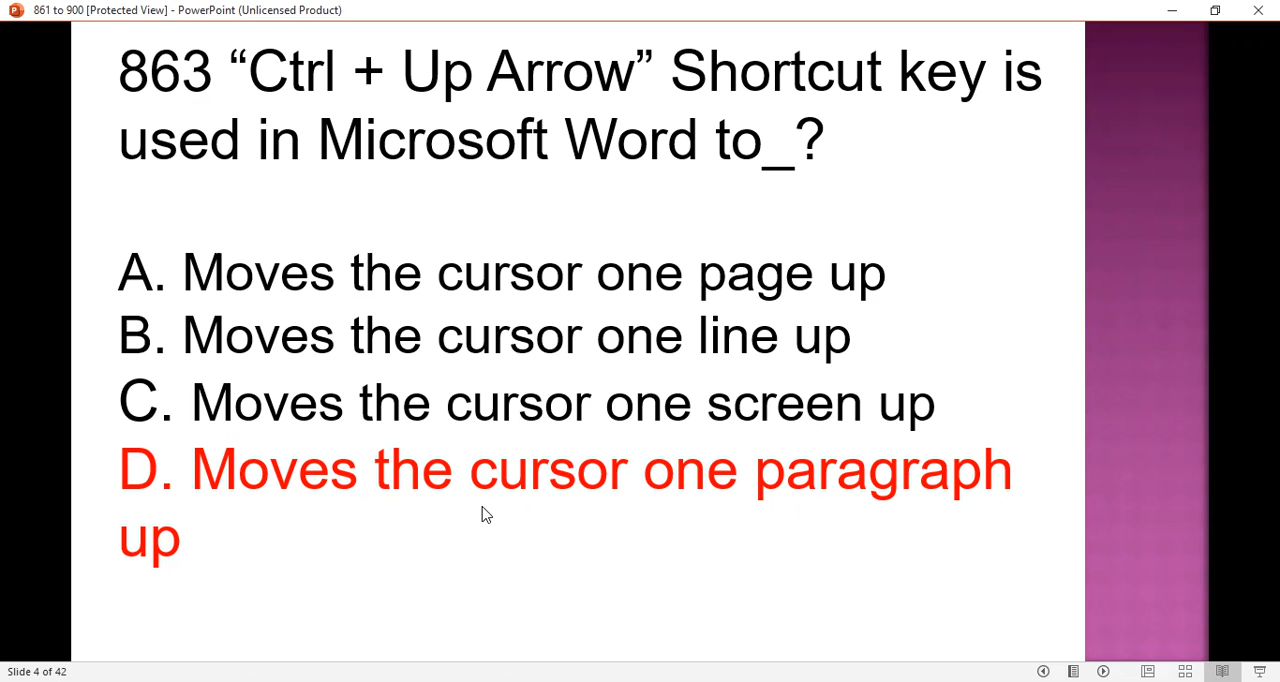 861 to 900 [Protected View] - PowerPoint (Unlicensed Product)
863 “Ctrl + Up Arrow” Shortcut key is
used in Microsoft Word to_?
A. Moves the cursor one page up
B. Moves the cursor one line up
C. Moves the cursor one screen up
D. Moves the cursor one paragraph
up
Slide 4 of 42